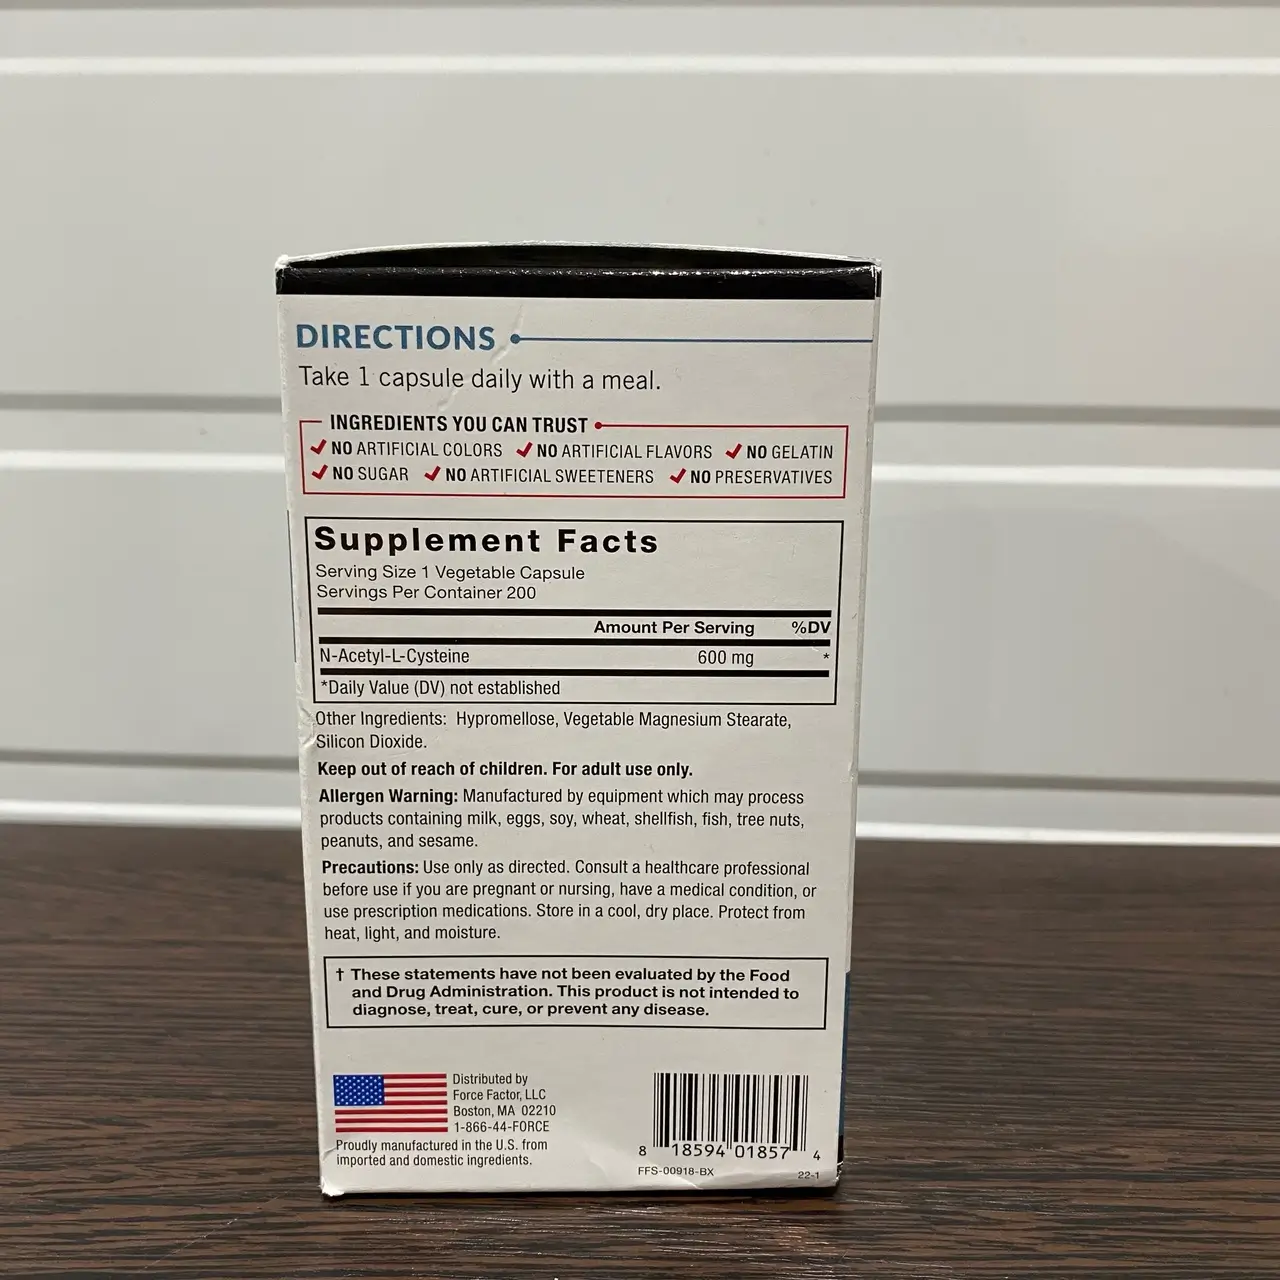 DIRECTIONS
Take 1 capsule daily with a meal.
INGREDIENTS YOU CAN TRUST
NO ARTIFICIAL COLORS NO ARTIFICIAL FLAVORS NO GELATIN
NO SUGAR NO ARTIFICIAL SWEETENERS NO PRESERVATIVES
Supplement Facts
Serving Size 1 Vegetable Capsule
Servings Per Container 200
Amount Per Serving %DV
N-Acetyl-L-Cysteine 600 mg *
*Daily Value (DV) not established
Other Ingredients: Hypromellose, Vegetable Magnesium Stearate,
Silicon Dioxide.
Keep out of reach of children. For adult use only.
Allergen Warning: Manufactured by equipment which may process
products containing milk, eggs, soy, wheat, shellfish, fish, tree nuts,
peanuts, and sesame.
Precautions: Use only as directed. Consult a healthcare professional
before use if you are pregnant or nursing, have a medical condition, or
use prescription medications. Store in a cool, dry place. Protect from
heat, light, and moisture.
† These statements have not been evaluated by the Food
and Drug Administration. This product is not intended to
diagnose, treat, cure, or prevent any disease.
Distributed by
Force Factor, LLC
Boston, MA 02210
1-866-44-FORCE
Proudly manufactured in the U.S. from
imported and domestic ingredients.
8 18594 01857 4
FFS-00918-BX 22-1